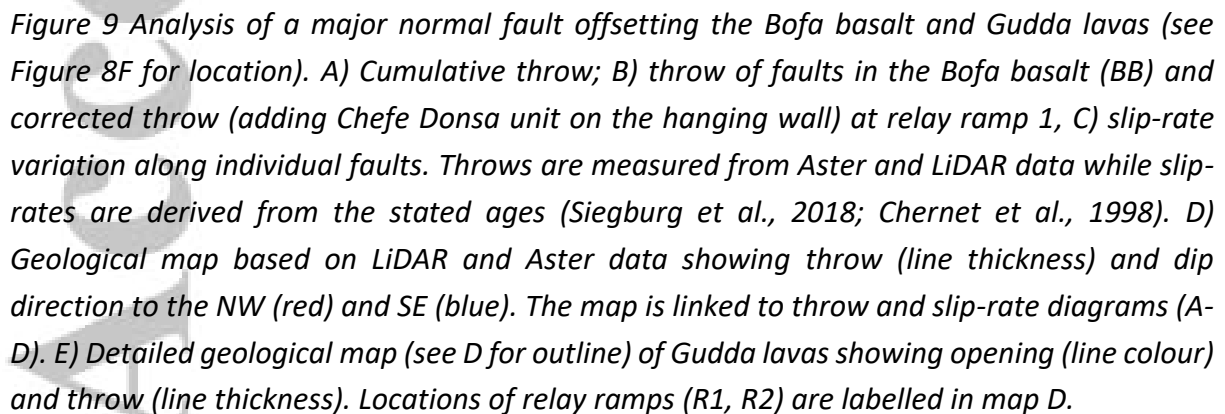 Figure 9 Analysis of a major normal fault offsetting the Bofa basalt and Gudda lavas (see
Figure 8F for location). A) Cumulative throw; B) throw of faults in the Bofa basalt (BB) and
corrected throw (adding Chefe Donsa unit on the hanging wall) at relay ramp 1, C) slip-rate
variation along individual faults. Throws are measured from Aster and LiDAR data while slip-
rates are derived from the stated ages (Siegburg et al., 2018; Chernet et al., 1998). D)
Geological map based on LiDAR and Aster data showing throw (line thickness) and dip
direction to the NW (red) and SE (blue). The map is linked to throw and slip-rate diagrams (A-
D). E) Detailed geological map (see D for outline) of Gudda lavas showing opening (line colour)
and throw (line thickness). Locations of relay ramps (R1, R2) are labelled in map D.